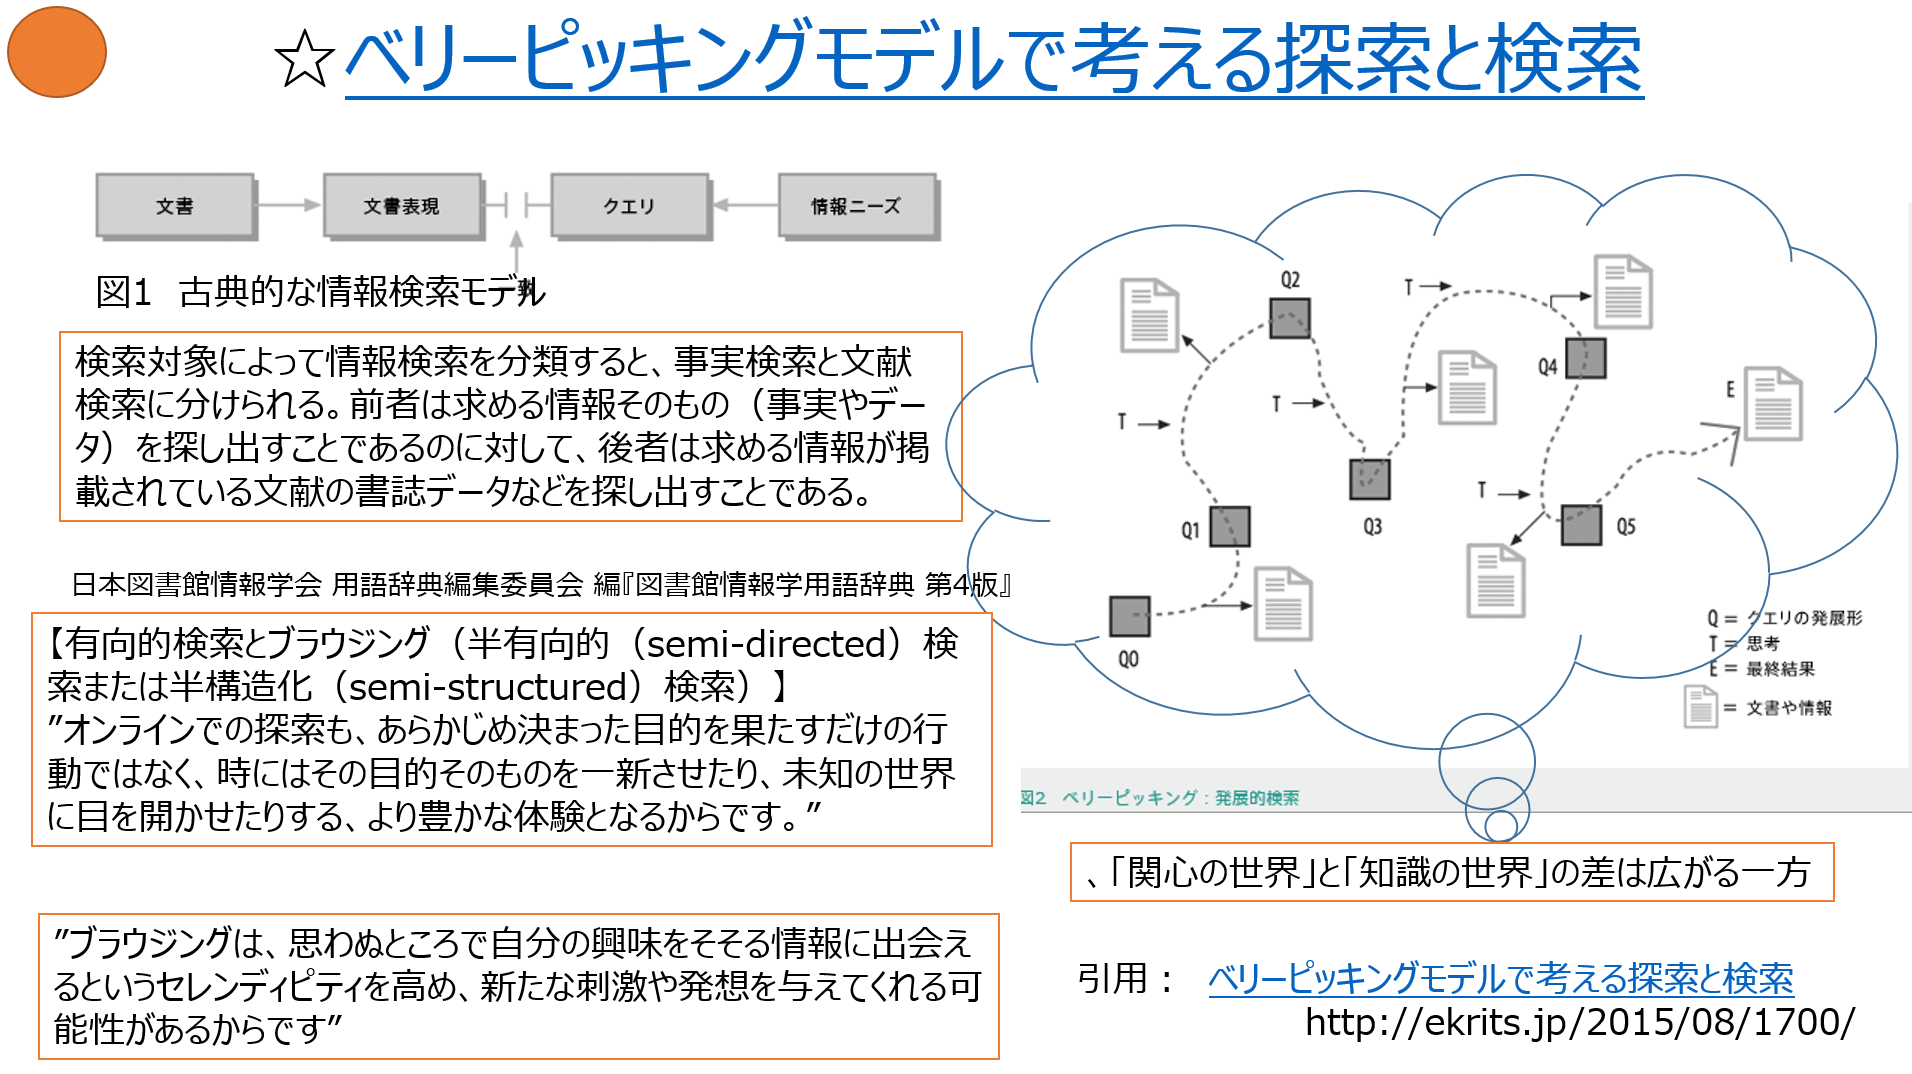 ☆ベリーピッキングモデルで考える探索と検索
文書
文書表現
クエリ
情報ニーズ
図1　古典的な情報検索モデル
検索対象によって情報検索を分類すると、事実検索と文献
検索に分けられる。前者は求める情報そのもの（事実やデー
タ）を探し出すことであるのに対して、後者は求める情報が掲
載されている文献の書誌データなどを探し出すことである。
日本図書館情報学会 用語辞典編集委員会 編『図書館情報学用語辞典 第4版』
【有向的検索とブラウジング（半有向的（semi-directed）検
索または半構造化（semi-structured）検索）】
”オンラインでの探索も、あらかじめ決まった目的を果たすだけの行
動ではなく、時にはその目的そのものを一新させたり、未知の世界
に目を開かせたりする、より豊かな体験となるからです。”
”ブラウジングは、思わぬところで自分の興味をそそる情報に出会え
るというセレンディピティを高め、新たな刺激や発想を与えてくれる可
能性があるからです”
Q2
T
Q4
E
T
T
Q3
T
Q1
Q5
Q0
Q = クエリの発展形
T = 思考
E = 最終結果
= 文書や情報
図2　ベリーピッキング：発展的検索
、「関心の世界」と「知識の世界」の差は広がる一方
引用：　ベリーピッキングモデルで考える探索と検索
http://ekrits.jp/2015/08/1700/